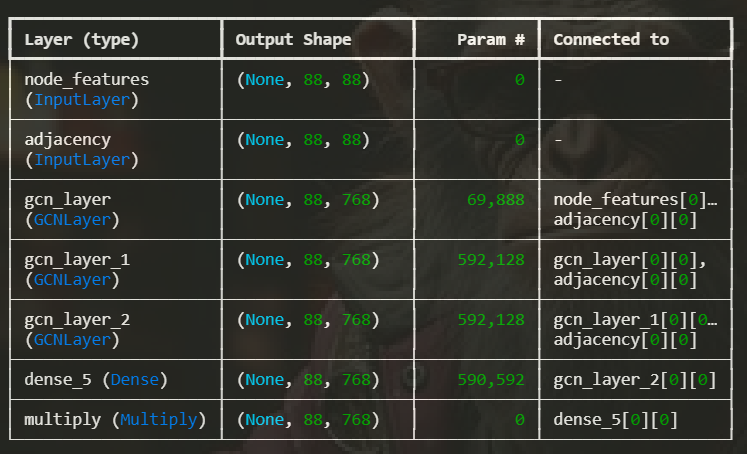 Layer (type) Output Shape Param # Connected to
node_features (None, 88, 88) 0 -
(InputLayer)
adjacency (None, 88, 88) 0 -
(InputLayer)
gcn_layer (None, 88, 768) 69,888 node_features[0]…
(GCNLayer) adjacency[0][0]
gcn_layer_1 (None, 88, 768) 592,128 gcn_layer[0][0],
(GCNLayer) adjacency[0][0]
gcn_layer_2 (None, 88, 768) 592,128 gcn_layer_1[0][0…
(GCNLayer) adjacency[0][0]
dense_5 (Dense) (None, 88, 768) 590,592 gcn_layer_2[0][0]
multiply (Multiply) (None, 88, 768) 0 dense_5[0][0]